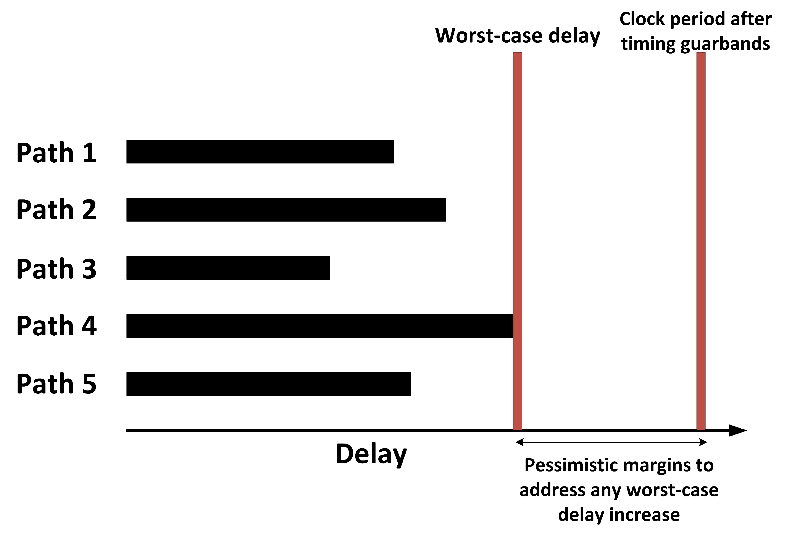 Worst-case delay
Clock period after
timing guarbands
Path 1
Path 2
Path 3
Path 4
Path 5
Delay
Pessimistic margins to
address any worst-case
delay increase